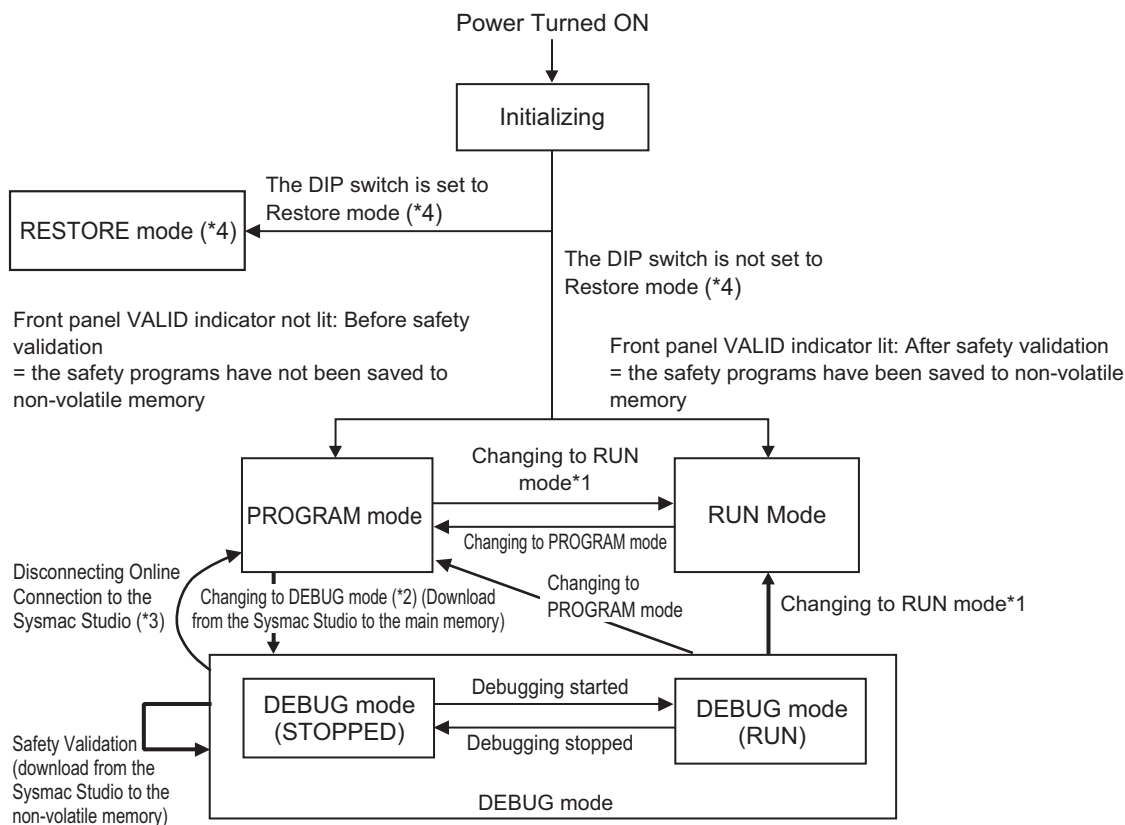 Power Turned ON
Initializing
The DIP switch is set to
Restore mode (*4)
RESTORE mode (*4)
The DIP switch is not set to
Restore mode (*4)
Front panel VALID indicator not lit: Before safety
validation
= the safety programs have not been saved to
non-volatile memory
Front panel VALID indicator lit: After safety validation
= the safety programs have been saved to non-volatile
memory
PROGRAM mode
Changing to RUN
mode*1
Changing to PROGRAM mode
RUN Mode
Disconnecting Online
Connection to the
Sysmac Studio (*3)
Changing to DEBUG mode (*2) (Download
from the Sysmac Studio to the main memory)
Changing to
PROGRAM mode
Changing to RUN mode*1
DEBUG mode
(STOPPED)
Debugging started
Debugging stopped
DEBUG mode
(RUN)
Safety Validation
(download from the
Sysmac Studio to the
non-volatile memory)
DEBUG mode